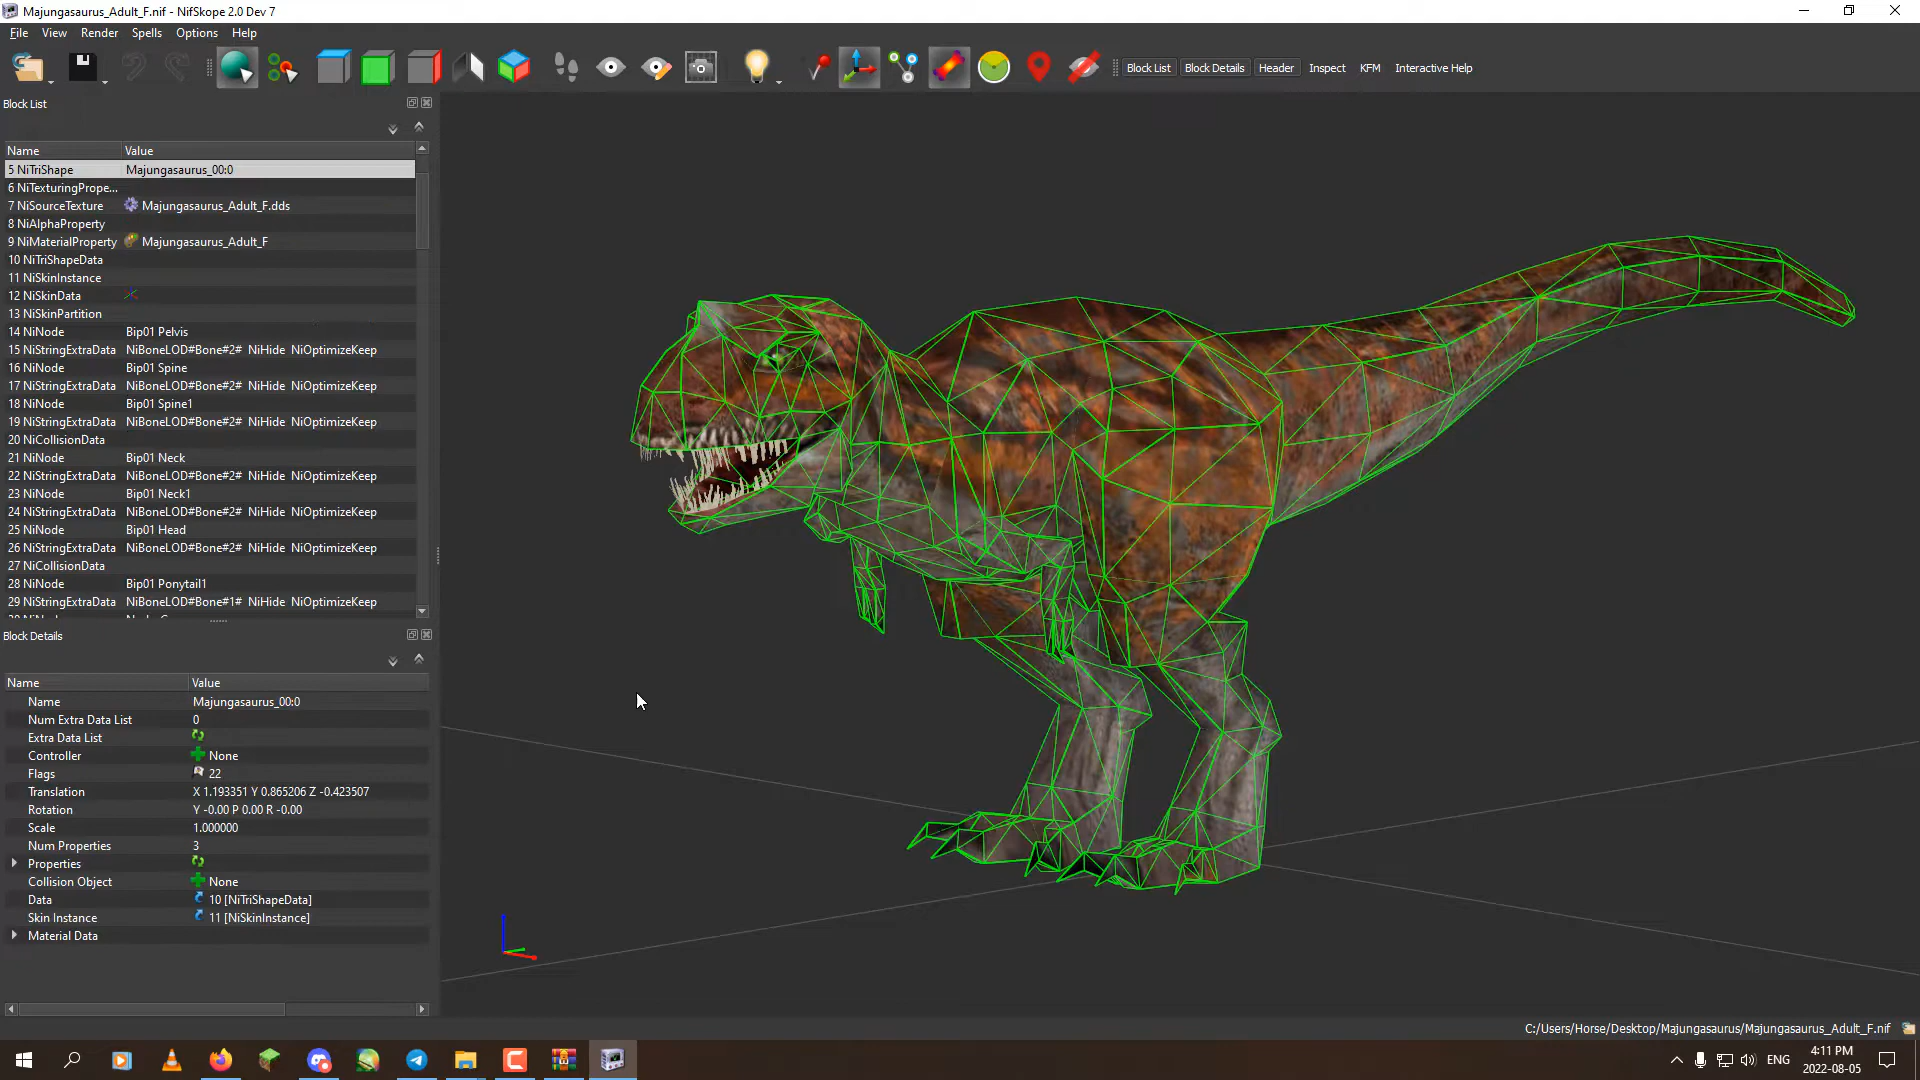 Majungasaurus_Adult_F.nif - NifSkope 2.0 Dev 7
File View Render Spells Options Help
Block List Block Details Header Inspect KFM Interactive Help
Block List
Name Value
5 NiTriShape Majungasaurus_00:0
6 NiTexturingPrope...
7 NiSourceTexture Majungasaurus_Adult_F.dds
8 NiAlphaProperty
9 NiMaterialProperty Majungasaurus_Adult_F
10 NiTriShapeData
11 NiSkinInstance
12 NiSkinData
13 NiSkinPartition
14 NiNode Bip01 Pelvis
15 NiStringExtraData NiBoneLOD#Bone#2# NiHide NiOptimizeKeep
16 NiNode Bip01 Spine
17 NiStringExtraData NiBoneLOD#Bone#2# NiHide NiOptimizeKeep
18 NiNode Bip01 Spine1
19 NiStringExtraData NiBoneLOD#Bone#2# NiHide NiOptimizeKeep
20 NiCollisionData
21 NiNode Bip01 Neck
22 NiStringExtraData NiBoneLOD#Bone#2# NiHide NiOptimizeKeep
23 NiNode Bip01 Neck1
24 NiStringExtraData NiBoneLOD#Bone#2# NiHide NiOptimizeKeep
25 NiNode Bip01 Head
26 NiStringExtraData NiBoneLOD#Bone#2# NiHide NiOptimizeKeep
27 NiCollisionData
28 NiNode Bip01 Ponytail1
29 NiStringExtraData NiBoneLOD#Bone#1# NiHide NiOptimizeKeep
Block Details
Name Value
Name Majungasaurus_00:0
Num Extra Data List 0
Extra Data List
Controller None
Flags 22
Translation X 1.193351 Y 0.865206 Z -0.423507
Rotation Y -0.00 P 0.00 R -0.00
Scale 1.000000
Num Properties 3
Properties
Collision Object None
Data 10 [NiTriShapeData]
Skin Instance 11 [NiSkinInstance]
Material Data
C:/Users/Horse/Desktop/Majungasaurus/Majungasaurus_Adult_F.nif
ENG
4:11 PM
2022-08-05